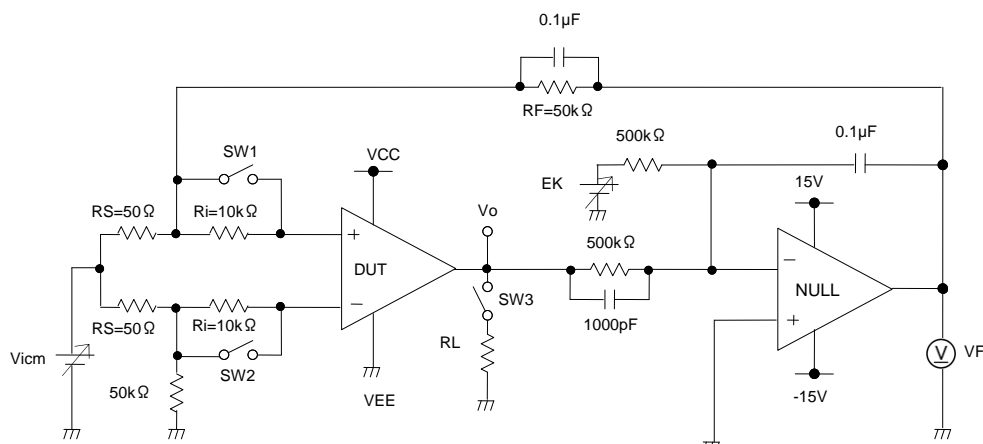 0.1µF
RF=50kΩ
500kΩ
0.1µF
SW1
VCC
EK
15V
RS=50Ω
Ri=10kΩ
Vo
500kΩ
+
DUT
−
−
NULL
+
SW3
1000pF
RS=50Ω
Ri=10kΩ
RL
V
VF
Vicm
SW2
50kΩ
VEE
-15V